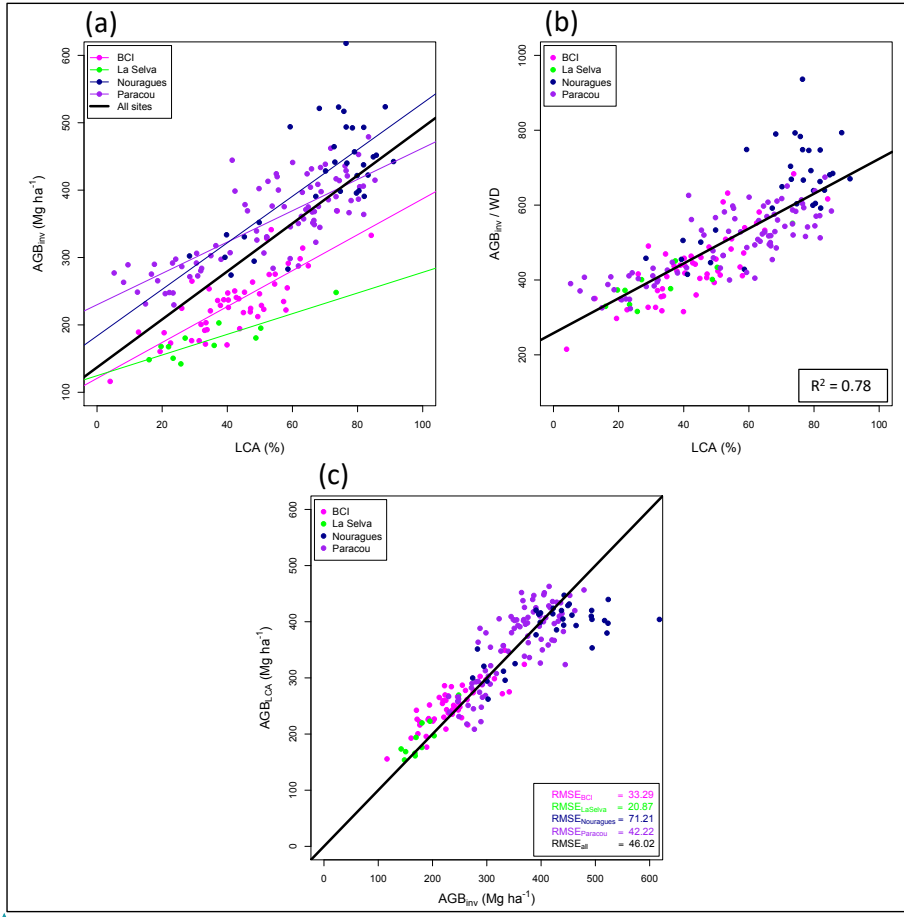 (a)
BCI
La Selva
Nouragues
Paracou
All sites
600
500
400
300
200
100
AGBinv (Mg ha⁻¹)
0 20 40 60 80 100
LCA (%)
(b)
BCI
La Selva
Nouragues
Paracou
1000
800
600
400
200
AGBinv / WD
R² = 0.78
0 20 40 60 80 100
LCA (%)
(c)
BCI
La Selva
Nouragues
Paracou
600
500
400
300
200
100
0
AGBLCA (Mg ha⁻¹)
RMSEBCI = 33.29
RMSELaSelva = 20.87
RMSENouragues = 71.21
RMSEParacou = 42.22
RMSEall = 46.02
0 100 200 300 400 500 600
AGBinv (Mg ha⁻¹)